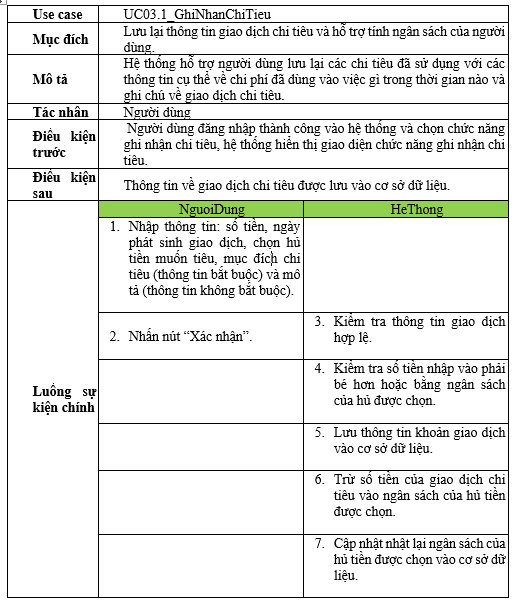 Use case
UC03.1_GhiNhanChiTieu
Mục đích
Lưu lại thông tin giao dịch chi tiêu và hỗ trợ tính ngân sách của người
dùng.
Mô tả
Hệ thống hỗ trợ người dùng lưu lại các chi tiêu đã sử dụng với các
thông tin cụ thể về chi phí đã dùng vào việc gì trong thời gian nào và
ghi chú về giao dịch chi tiêu.
Tác nhân
Người dùng
Điều kiện
trước
Người dùng đăng nhập thành công vào hệ thống và chọn chức năng
ghi nhận chi tiêu, hệ thống hiển thị giao diện chức năng ghi nhận chi
tiêu.
Điều kiện
sau
Thông tin về giao dịch chi tiêu được lưu vào cơ sở dữ liệu.
Luồng sự
kiện chính
NguoiDung
HeThong
1. Nhập thông tin: số tiền, ngày
phát sinh giao dịch, chọn hủ
tiền muốn tiêu, mục đích chi
tiêu (thông tin bắt buộc) và mô
tả (thông tin không bắt buộc).
2. Nhấn nút “Xác nhận”.
3. Kiểm tra thông tin giao dịch
hợp lệ.
4. Kiểm tra số tiền nhập vào phải
bé hơn hoặc bằng ngân sách
của hủ được chọn.
5. Lưu thông tin khoản giao dịch
vào cơ sở dữ liệu.
6. Trừ số tiền của giao dịch chi
tiêu vào ngân sách của hủ tiền
được chọn.
7. Cập nhật nhật lại ngân sách của
hủ tiền được chọn vào cơ sở dữ
liệu.